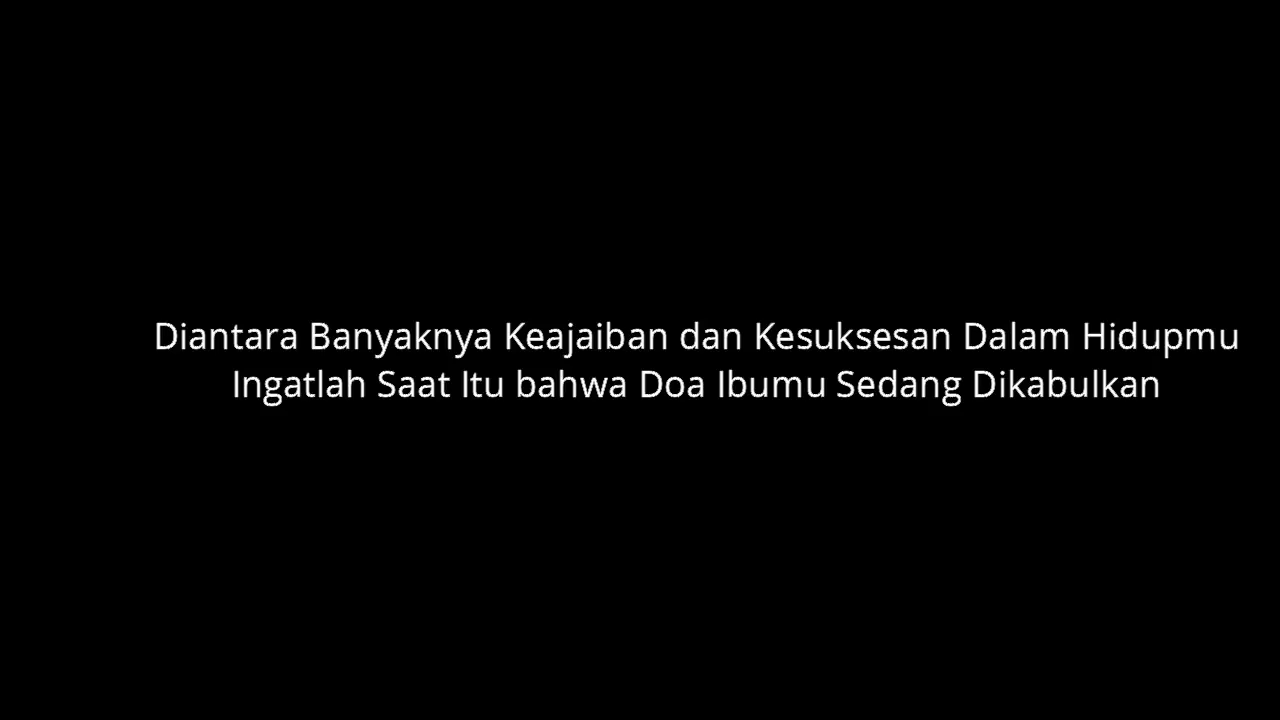 Diantara Banyaknya Keajaiban dan Kesuksesan Dalam Hidupmu
Ingatlah Saat Itu bahwa Doa Ibumu Sedang Dikabulkan